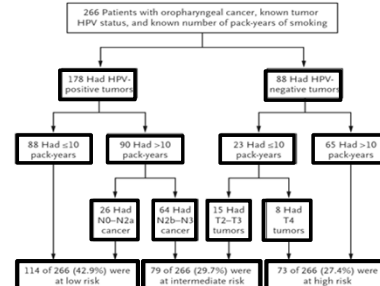 266 Patients with oropharyngeal cancer, known tumor
HPV status, and known number of pack-years of smoking
178 Had HPV-
positive tumors
88 Had HPV-
negative tumors
88 Had ≤10
pack-years
90 Had >10
pack-years
23 Had ≤10
pack-years
65 Had >10
pack-years
26 Had
N0–N2a
cancer
64 Had
N2b–N3
cancer
15 Had
T2–T3
tumors
8 Had
T4
tumors
114 of 266 (42.9%) were
at low risk
79 of 266 (29.7%) were
at intermediate risk
73 of 266 (27.4%) were
at high risk